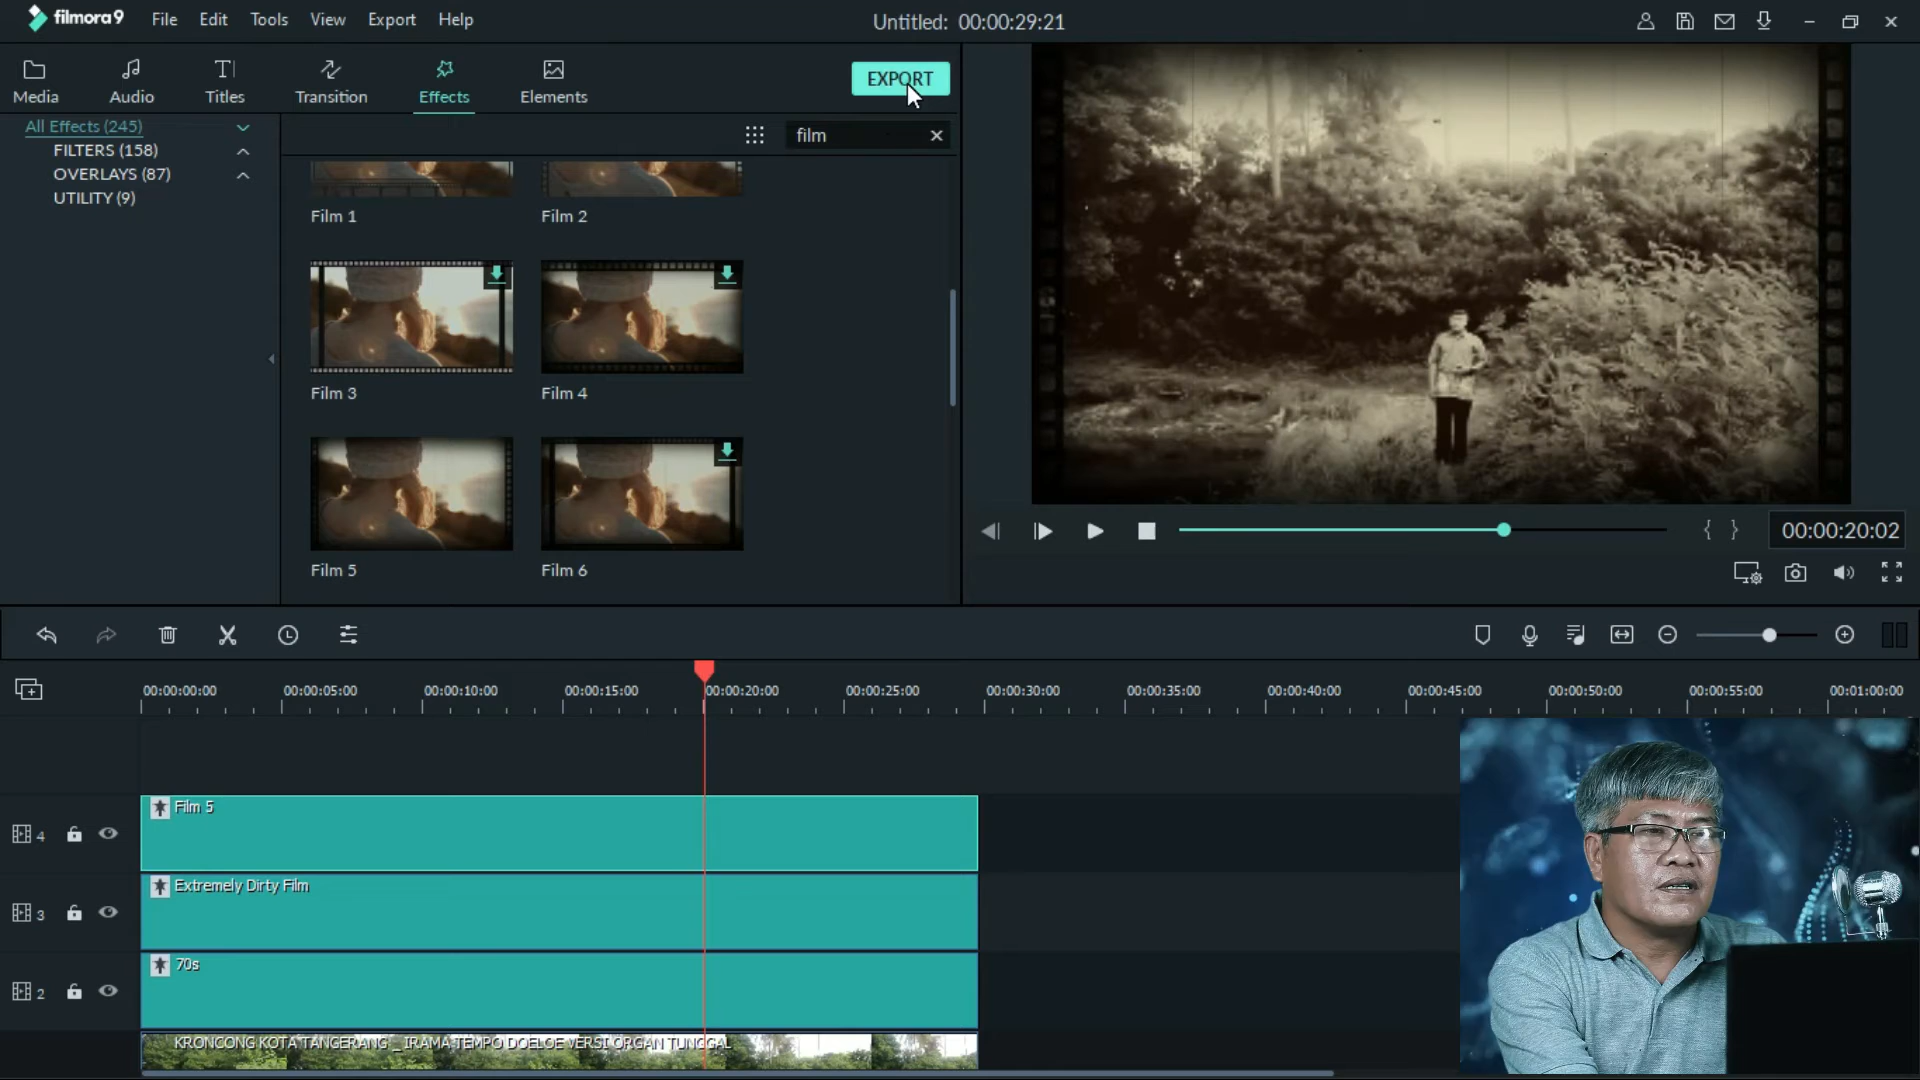 filmora9 File Edit Tools View Export Help
Untitled: 00:00:29:21
Media Audio Titles Transition Effects Elements
EXPORT
All Effects (245)
FILTERS (158)
OVERLAYS (87)
UTILITY (9)
film
Film 1
Film 2
Film 3
Film 4
Film 5
Film 6
00:00:20:02
00:00:00:00 00:00:05:00 00:00:10:00 00:00:15:00 00:00:20:00 00:00:25:00 00:00:30:00 00:00:35:00 00:00:40:00 00:00:45:00 00:00:50:00 00:00:55:00 00:01:00:00
4
Film 5
3
Extremely Dirty Film
2
70s
KRONCONG KOTA TANGERANG _ IRAMA TEMPO DOELOE VERSI ORGAN TUNGGAL